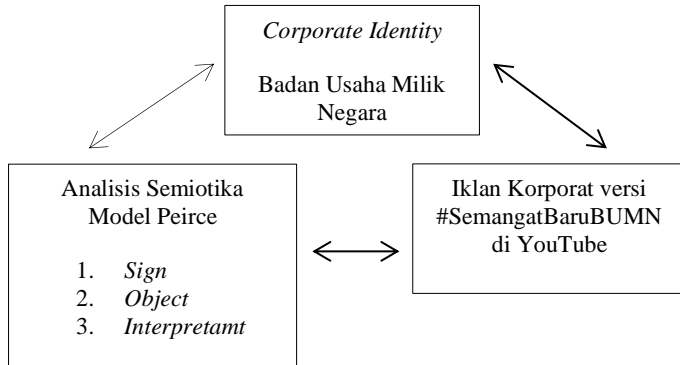 Corporate Identity
Badan Usaha Milik
Negara
Analisis Semiotika
Model Peirce
1. Sign
2. Object
3. Interpretamt
Iklan Korporat versi
#SemangatBaruBUMN
di YouTube